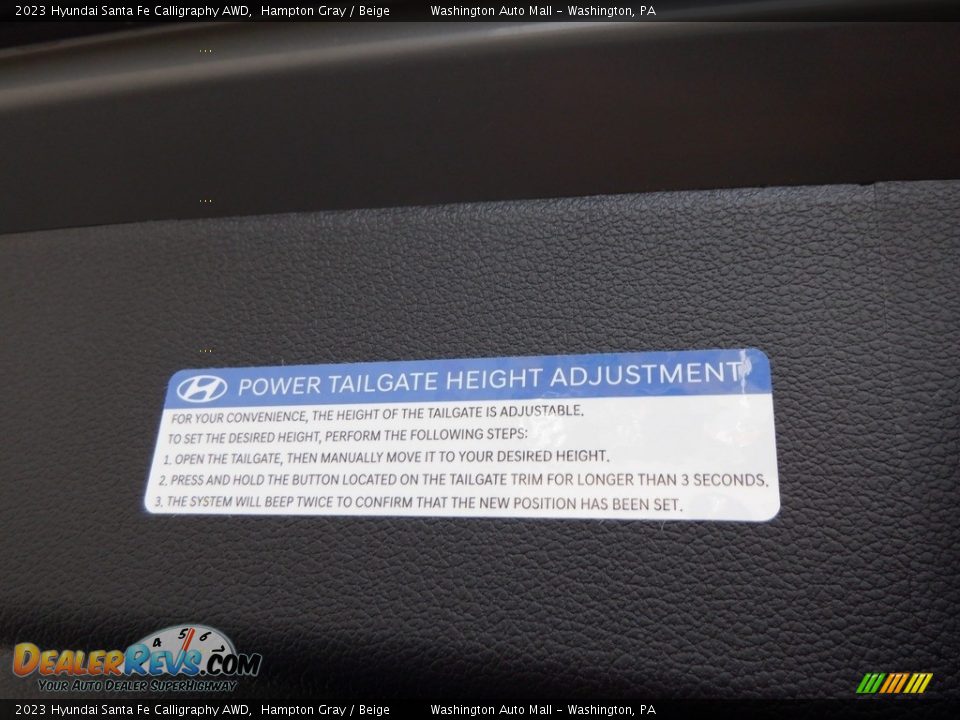 2023 Hyundai Santa Fe Calligraphy AWD,  Hampton Gray / Beige  Washington Auto Mall - Washington, PA
POWER TAILGATE HEIGHT ADJUSTMENT
FOR YOUR CONVENIENCE, THE HEIGHT OF THE TAILGATE IS ADJUSTABLE.
TO SET THE DESIRED HEIGHT, PERFORM THE FOLLOWING STEPS:
1. OPEN THE TAILGATE, THEN MANUALLY MOVE IT TO YOUR DESIRED HEIGHT.
2. PRESS AND HOLD THE BUTTON LOCATED ON THE TAILGATE TRIM FOR LONGER THAN 3 SECONDS.
3. THE SYSTEM WILL BEEP TWICE TO CONFIRM THAT THE NEW POSITION HAS BEEN SET.
4 5 6 7
DEALERREVS.COM
YOUR AUTO DEALER SUPERHIGHWAY
2023 Hyundai Santa Fe Calligraphy AWD,  Hampton Gray / Beige  Washington Auto Mall - Washington, PA